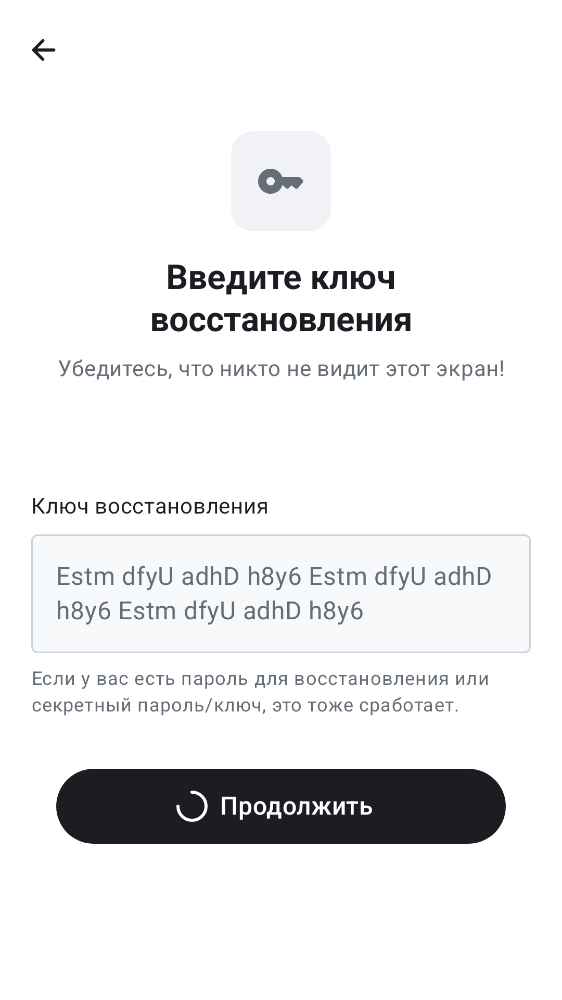 Введите ключ
восстановления
Убедитесь, что никто не видит этот экран!
Ключ восстановления
Estm dfyU adhD h8y6 Estm dfyU adhD
h8y6 Estm dfyU adhD h8y6
Если у вас есть пароль для восстановления или
секретный пароль/ключ, это тоже сработает.
Продолжить